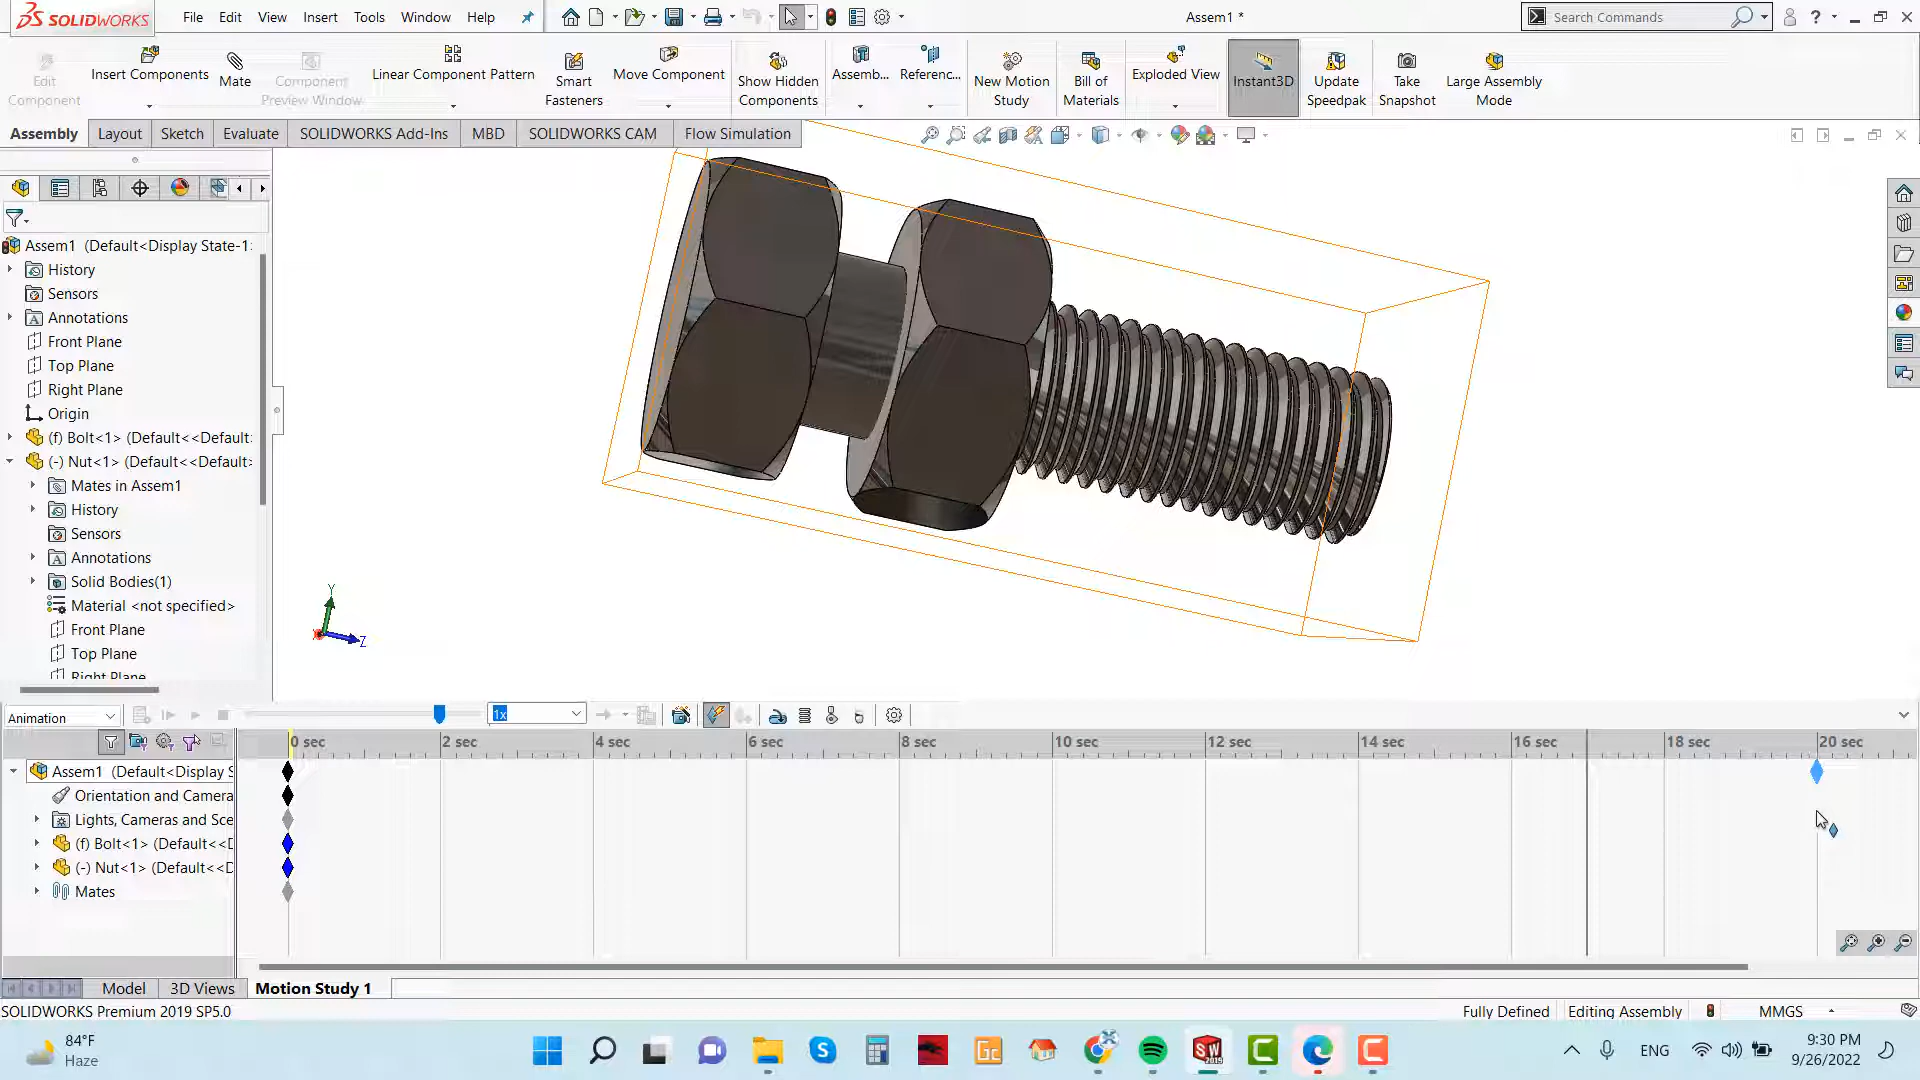 SOLIDWORKS
File Edit View Insert Tools Window Help
Assem1 *
Search Commands
Edit Component
Insert Components
Mate
Component Preview Window
Linear Component Pattern
Smart Fasteners
Move Component
Show Hidden Components
Assemb...
Referenc...
New Motion Study
Bill of Materials
Exploded View
Instant3D
Update Speedpak
Take Snapshot
Large Assembly Mode
Assembly Layout Sketch Evaluate SOLIDWORKS Add-Ins MBD SOLIDWORKS CAM Flow Simulation
Assem1 (Default<Display State-1
History
Sensors
Annotations
Front Plane
Top Plane
Right Plane
Origin
(f) Bolt<1> (Default<<Default
(-) Nut<1> (Default<<Default
Mates in Assem1
History
Sensors
Annotations
Solid Bodies(1)
Material <not specified>
Front Plane
Top Plane
Right Plane
Y
Z
Animation
1x
0 sec 2 sec 4 sec 6 sec 8 sec 10 sec 12 sec 14 sec 16 sec 18 sec 20 sec
Assem1 (Default<Display S
Orientation and Camera
Lights, Cameras and Sce
(f) Bolt<1> (Default<<D
(-) Nut<1> (Default<<D
Mates
Model 3D Views Motion Study 1
SOLIDWORKS Premium 2019 SP5.0
Fully Defined Editing Assembly MMGS
84°F
Haze
ENG
9:30 PM
9/26/2022